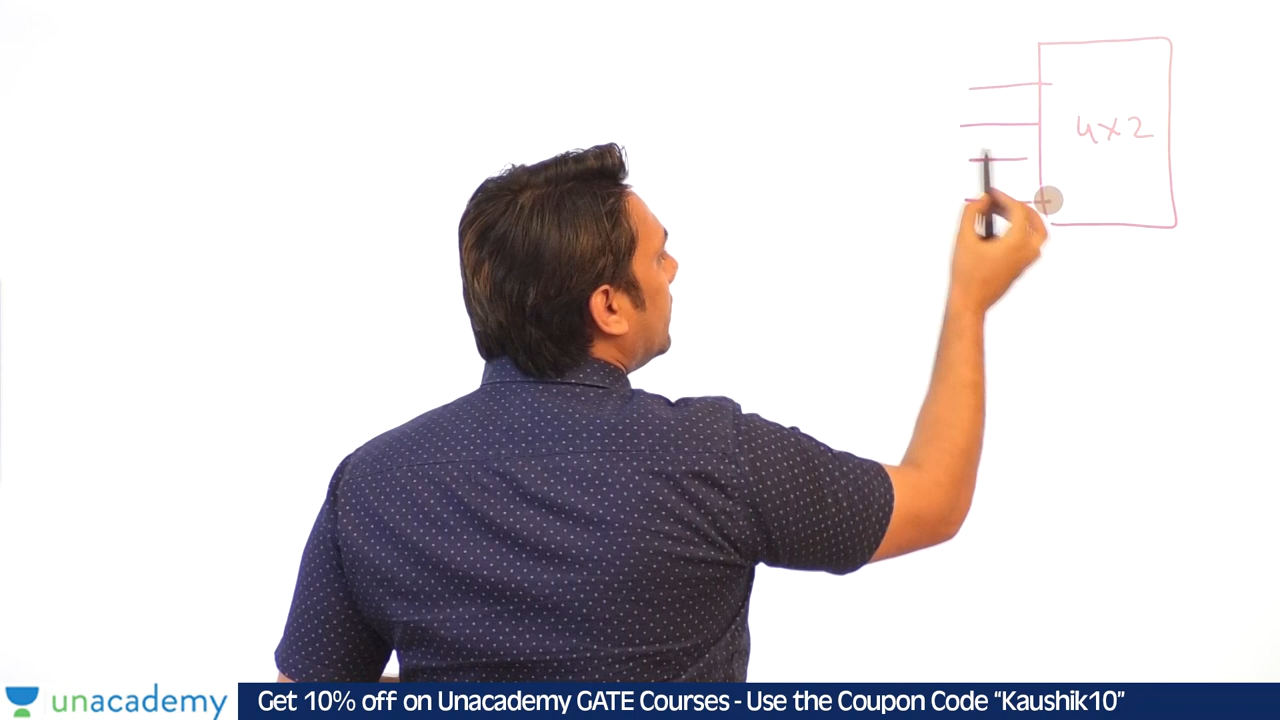 4x2
unacademy
Get 10% off on Unacademy GATE Courses - Use the Coupon Code “Kaushik10”